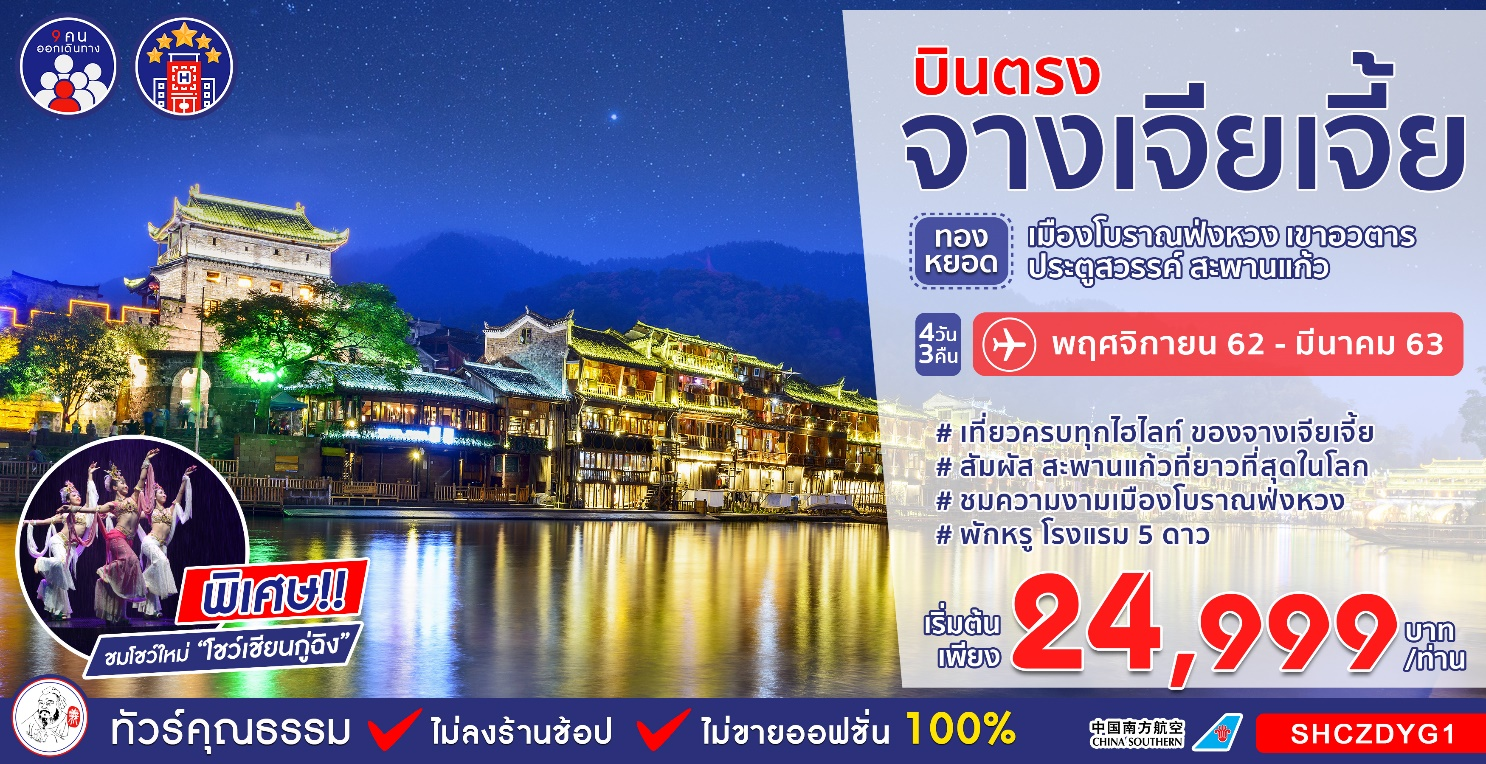 9 คน
ออกเดินทาง
H
บินตรง
จางเจียเจี้ย
ทอง
หยอด
เมืองโบราณฟ่งหวง เขาอวตาร
ประตูสวรรค์ สะพานแก้ว
4วัน
3คืน
พฤศจิกายน 62 - มีนาคม 63
# เที่ยวครบทุกไฮไลท์ ของจางเจียเจี้ย
# สัมผัส สะพานแก้วที่ยาวที่สุดในโลก
# ชมความงามเมืองโบราณฟ่งหวง
# พักหรู โรงแรม 5 ดาว
เริ่มต้น
เพียง
24,999
บาท
/ท่าน
พิเศษ!!
ชมโชว์ใหม่ “โชว์เซียนกู่ฉิง”
ทัวร์คุณธรรม ไม่ลงร้านช้อป ไม่ขายออฟชั่น 100%
中国南方航空
CHINA SOUTHERN
SHCZDYG1